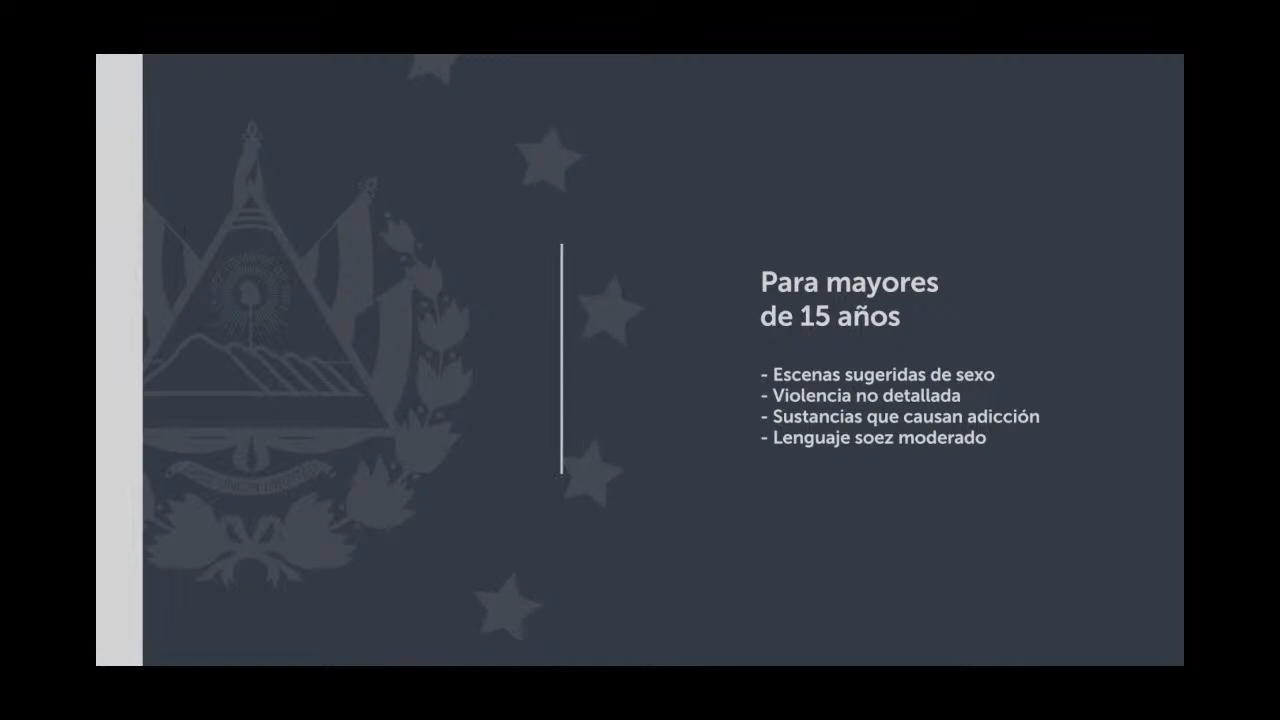 Para mayores
de 15 años
- Escenas sugeridas de sexo
- Violencia no detallada
- Sustancias que causan adicción
- Lenguaje soez moderado